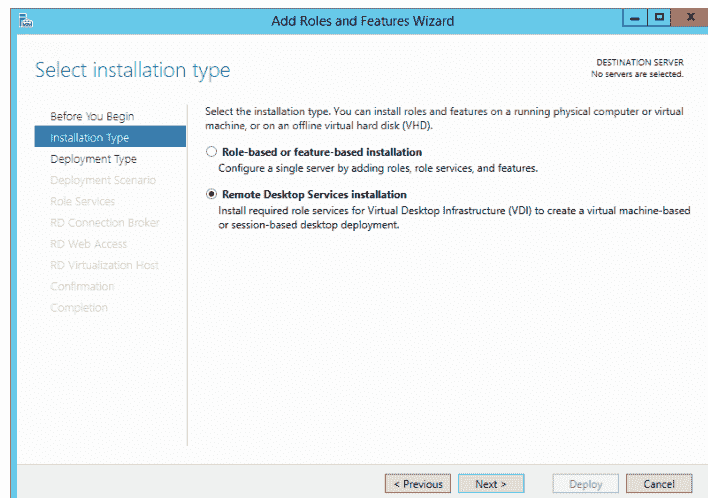 Add Roles and Features Wizard
Select installation type
DESTINATION SERVER
No servers are selected.
Before You Begin
Installation Type
Deployment Type
Deployment Scenario
Role Services
RD Connection Broker
RD Web Access
RD Virtualization Host
Confirmation
Completion
Select the installation type. You can install roles and features on a running physical computer or virtual
machine, or on an offline virtual hard disk (VHD).
Role-based or feature-based installation
Configure a single server by adding roles, role services, and features.
Remote Desktop Services installation
Install required role services for Virtual Desktop Infrastructure (VDI) to create a virtual machine-based
or session-based desktop deployment.
< Previous
Next >
Deploy
Cancel